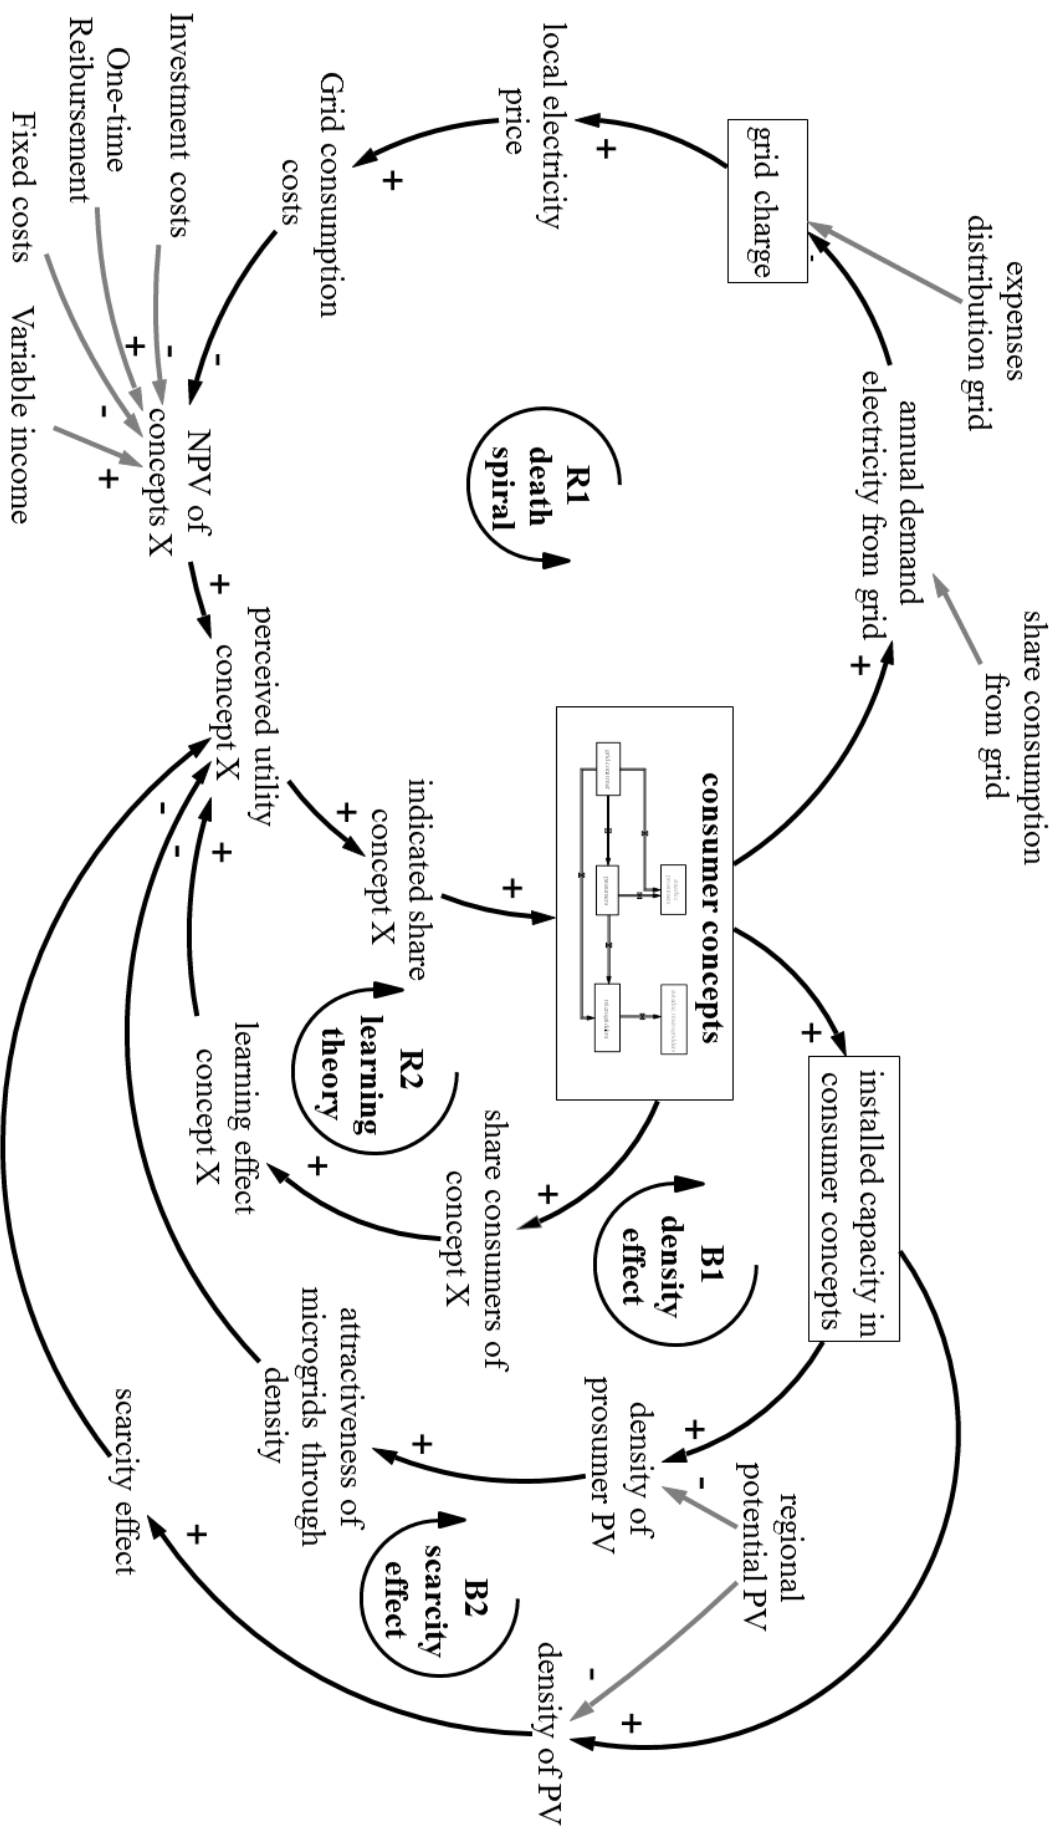 expenses
distribution grid
share consumption
from grid
annual demand
electricity from grid
-
+
grid charge
+
local electricity
price
+
Grid consumption
costs
-
Investment costs
One-time
Reibursement
Fixed costs
Variable income
-
+
-
+
NPV of
concepts X
+
perceived utility
concept X
+
indicated share
concept X
+
R1
death
spiral
consumer concepts
+
installed capacity in
consumer concepts
+
share consumers of
concept X
+
learning effect
concept X
+
-
-
R2
learning
theory
B1
density
effect
+
-
regional
potential PV
density of
prosumer PV
+
attractiveness of
microgrids through
density
B2
scarcity
effect
-
+
density of PV
+
scarcity effect